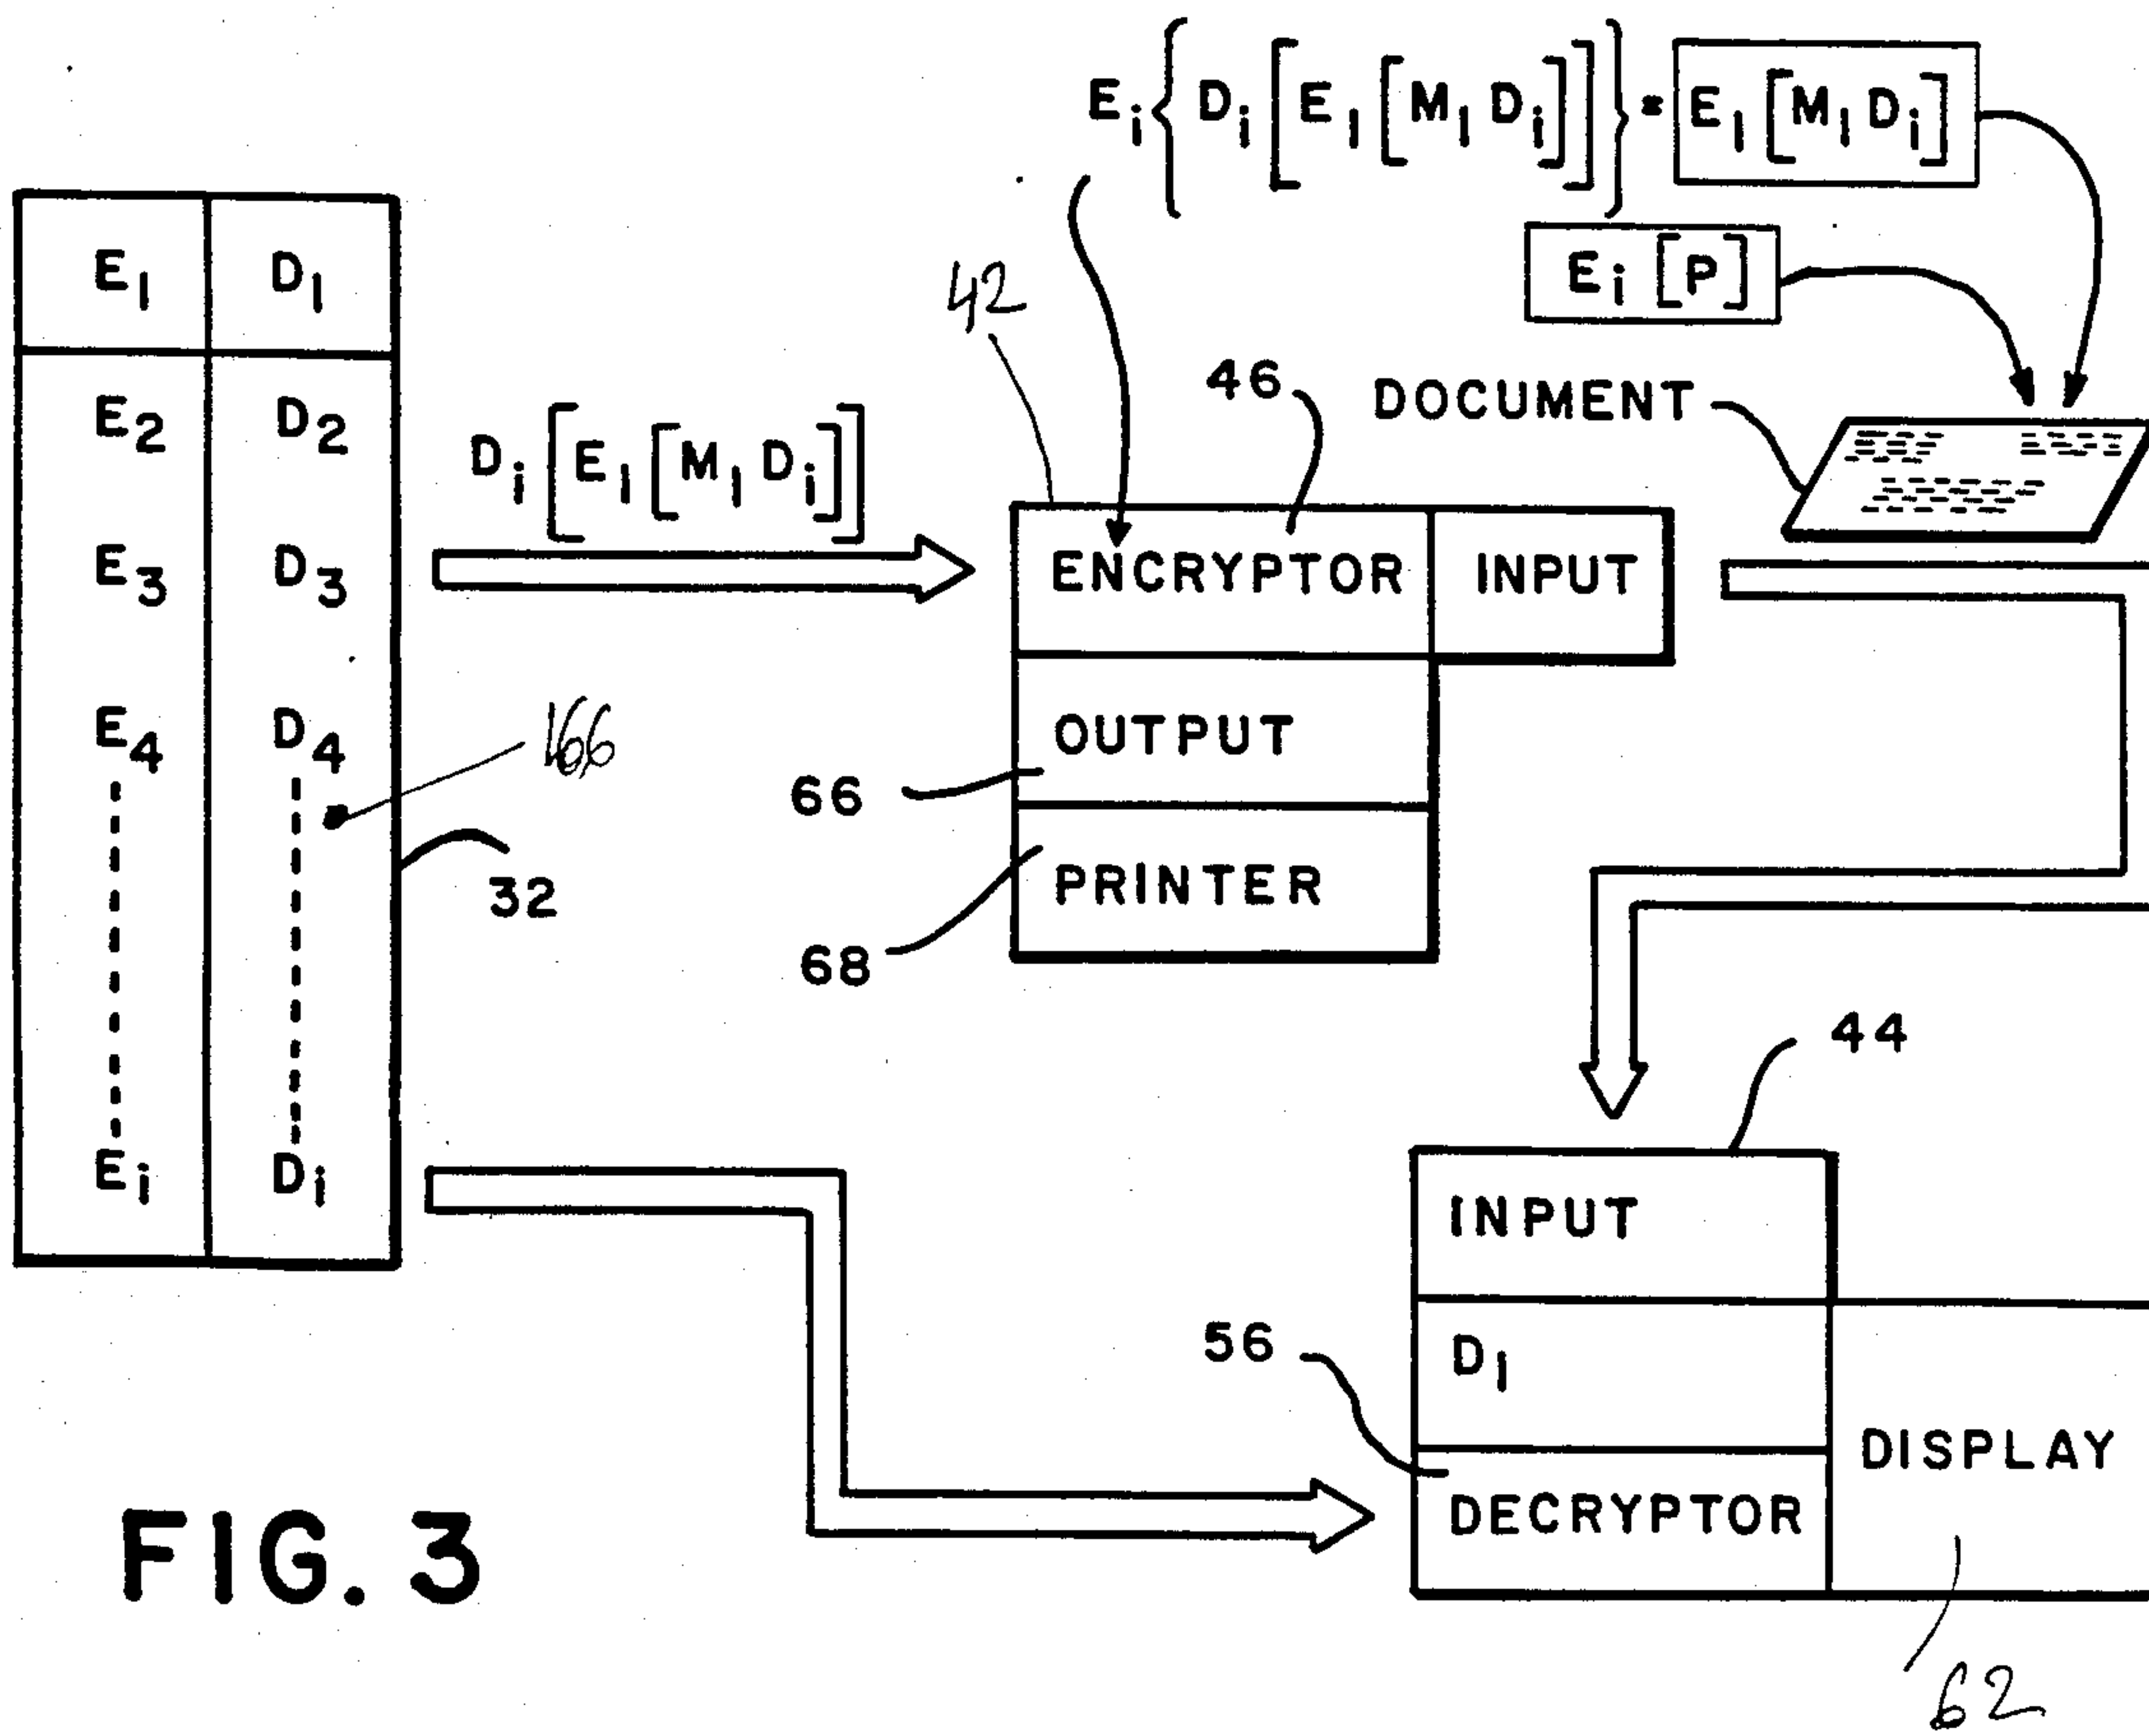 Ei{Di[E1[M1Di]]} = E1[M1Di]
Ei[P]
E1 D1
E2 D2
E3 D3
E4 D4
Ei Di
166
32
Di[E1[M1Di]]
42
46
DOCUMENT
ENCRYPTOR INPUT
OUTPUT
66
PRINTER
68
44
INPUT
D1
56
DECRYPTOR
DISPLAY
62
FIG. 3